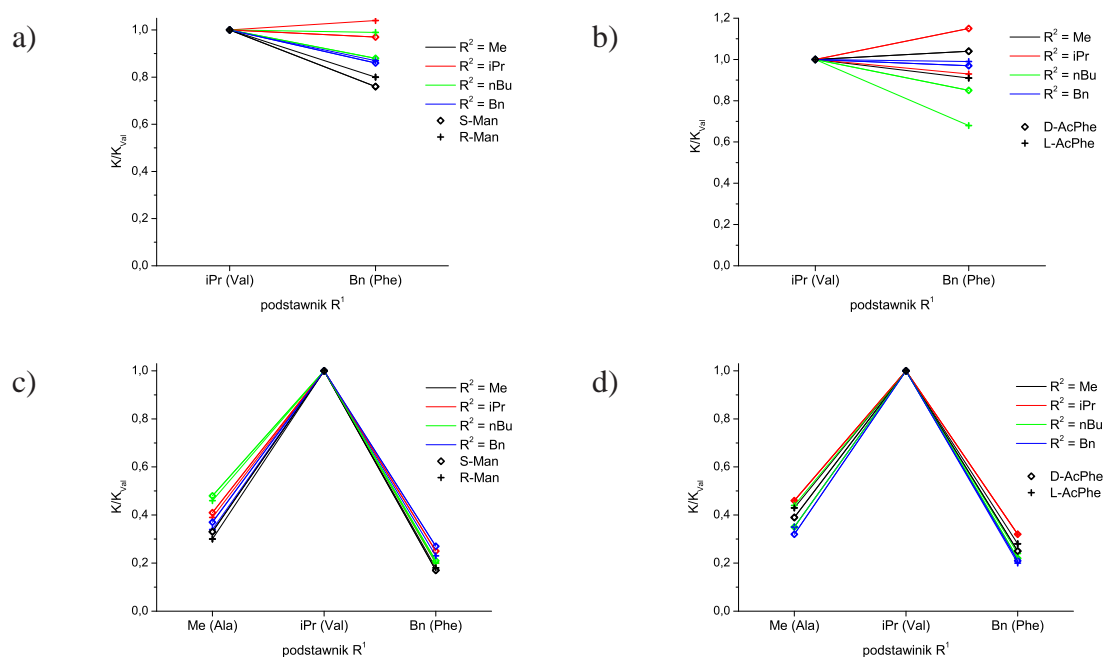 a)
1,0
0,8
0,6
0,4
0,2
0,0
K/K_Val
iPr (Val)
Bn (Phe)
podstawnik R¹
R² = Me
R² = iPr
R² = nBu
R² = Bn
S-Man
R-Man
b)
1,2
1,0
0,8
0,6
0,4
0,2
0,0
K/K_Val
iPr (Val)
Bn (Phe)
podstawnik R¹
R² = Me
R² = iPr
R² = nBu
R² = Bn
D-AcPhe
L-AcPhe
c)
1,0
0,8
0,6
0,4
0,2
0,0
K/K_Val
Me (Ala)
iPr (Val)
Bn (Phe)
podstawnik R¹
R² = Me
R² = iPr
R² = nBu
R² = Bn
S-Man
R-Man
d)
1,0
0,8
0,6
0,4
0,2
0,0
K/K_Val
Me (Ala)
iPr (Val)
Bn (Phe)
podstawinik R¹
R² = Me
R² = iPr
R² = nBu
R² = Bn
D-AcPhe
L-AcPhe